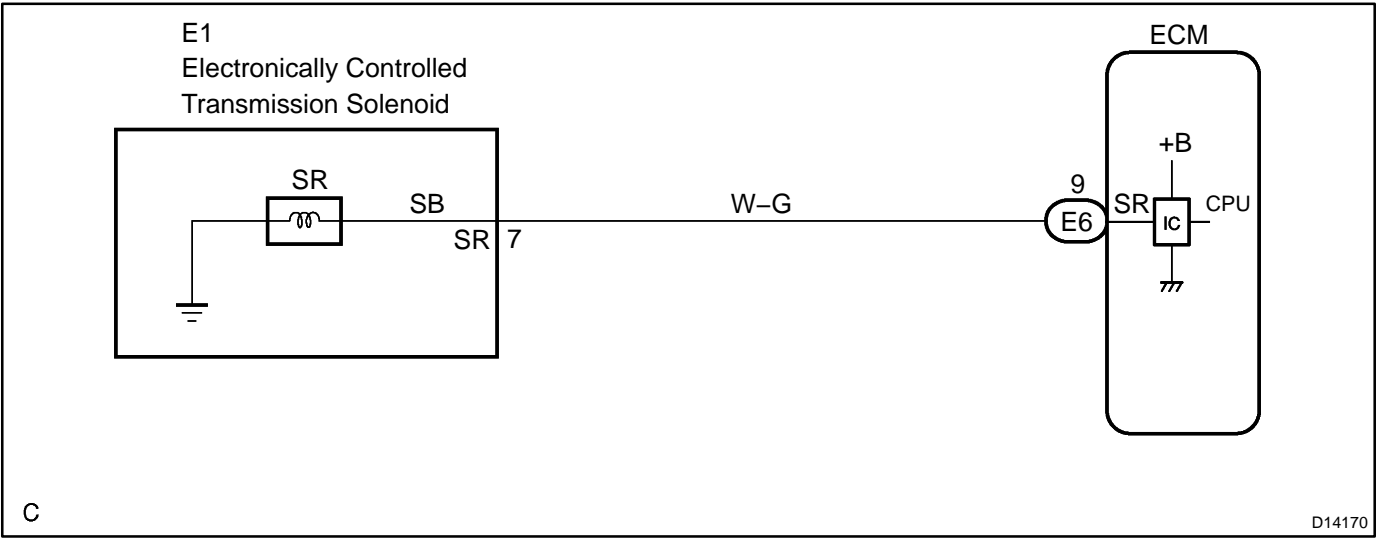 E1
Electronically Controlled
Transmission Solenoid
ECM
SR
SB
SR 7
W–G
9
E6
SR
+B
IC
CPU
C
D14170